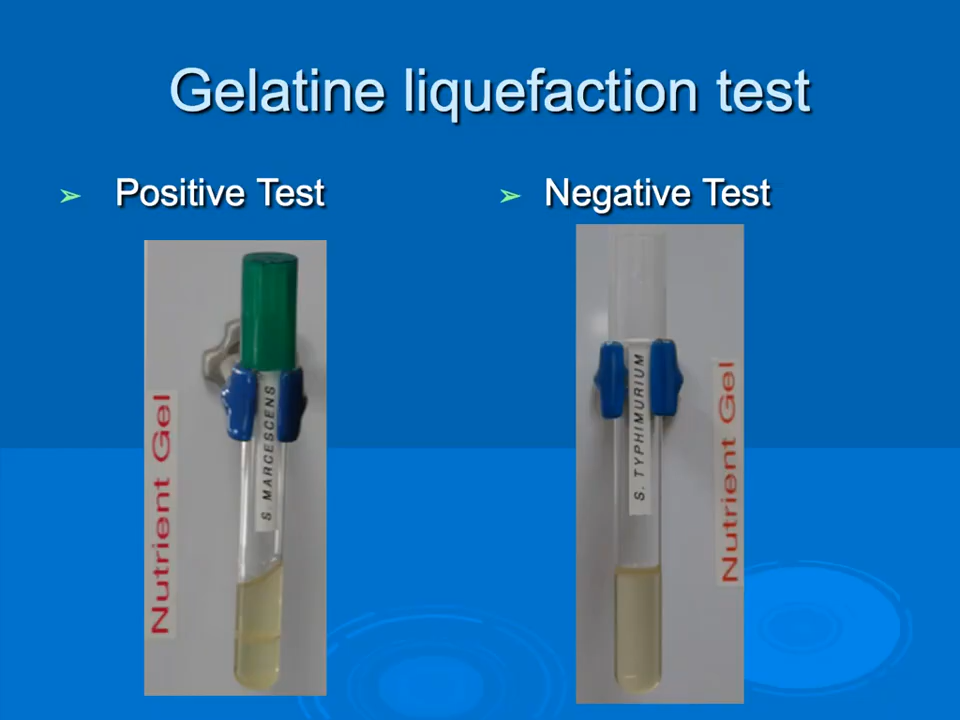 Gelatine liquefaction test
➢ Positive Test
Nutrient Gel
S. MARCESCENS
➢ Negative Test
S. TYPHIMURIUM
Nutrient Gel